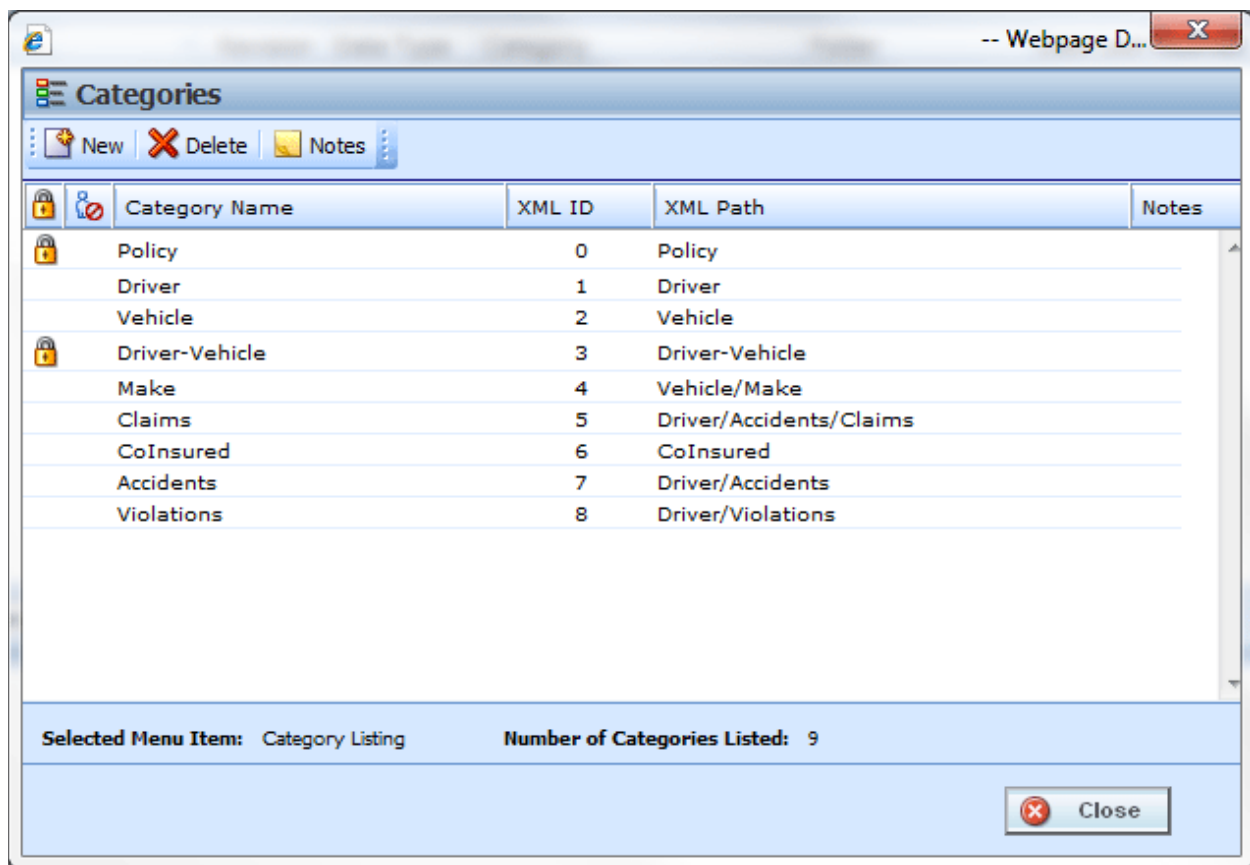 -- Webpage D...
Categories
New Delete Notes
Category Name XML ID XML Path Notes
Policy 0 Policy
Driver 1 Driver
Vehicle 2 Vehicle
Driver-Vehicle 3 Driver-Vehicle
Make 4 Vehicle/Make
Claims 5 Driver/Accidents/Claims
CoInsured 6 CoInsured
Accidents 7 Driver/Accidents
Violations 8 Driver/Violations
Selected Menu Item: Category Listing Number of Categories Listed: 9
Close